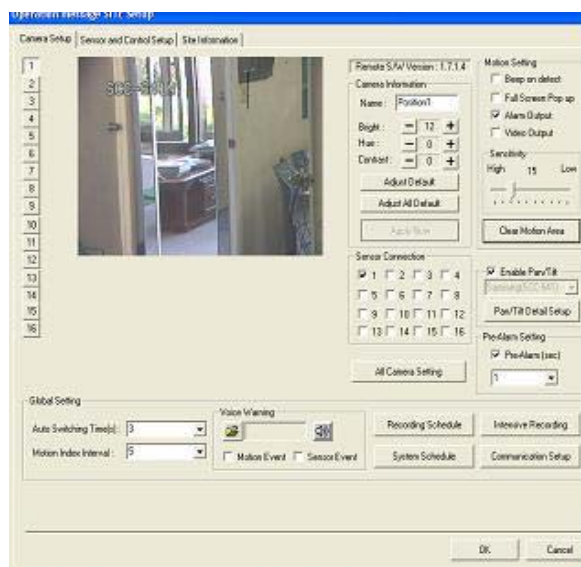 Operation Message SITE Setup
Camera Setup
Sensor and Control Setup
Site Information
1
2
3
4
5
6
7
8
9
10
11
12
13
14
15
16
Remote S/W Version : 1.7.1.4
Camera Information
Name :
Position1
Bright :
12
Hue :
0
Contrast :
0
Adjust Default
Adjust All Default
Apply Now
Motion Setting
Beep on detect
Full Screen Pop up
Alarm Output
Video Output
Sensitivity
High 15 Low
Clear Motion Area
Sensor Connection
1 2 3 4
5 6 7 8
9 10 11 12
13 14 15 16
All Camera Setting
Enable Pan/Tilt
Pan/Tilt Detail Setup
Pre-Alarm Setting
Pre-Alarm (sec)
1
Global Setting
Auto Switching Time(s) :
3
Motion Index Interval :
5
Voice Warning
Motion Event
Sensor Event
Recording Schedule
Intensive Recording
System Schedule
Communication Setup
OK
Cancel